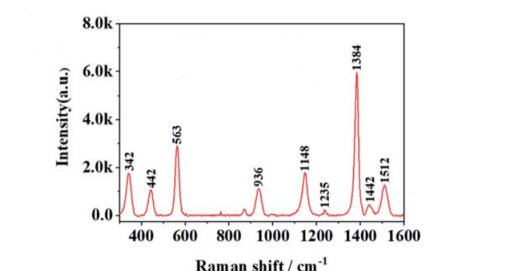 8.0k
6.0k
4.0k
2.0k
0.0
Intensity(a.u.)
342
442
563
936
1148
1235
1384
1442
1512
400 600 800 1000 1200 1400 1600
Raman shift / cm⁻¹